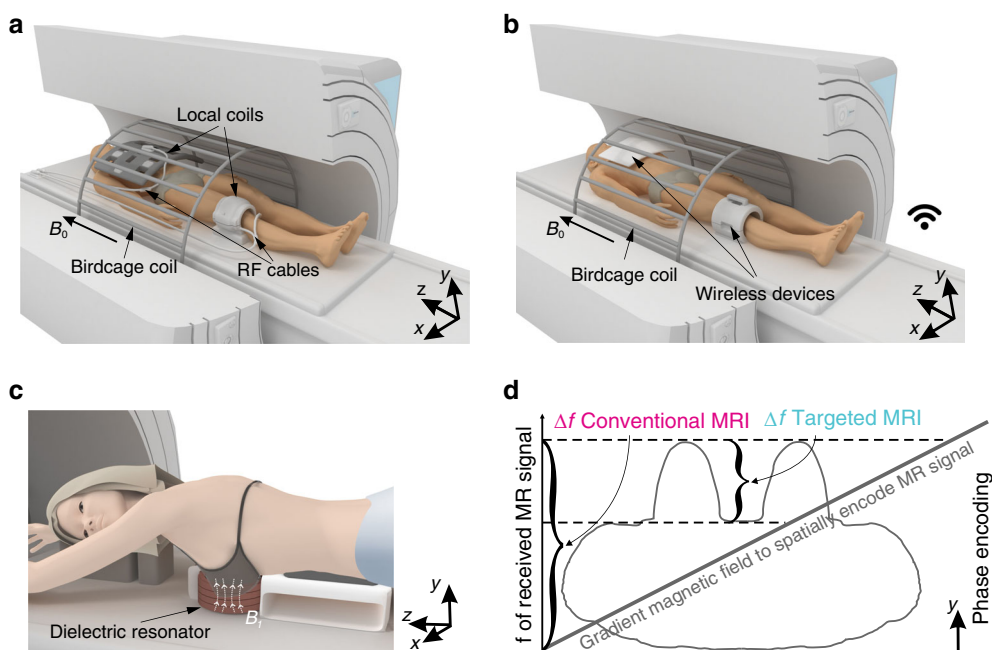 a
Local coils
B0
Birdcage coil
RF cables
y
z
x
b
B0
Birdcage coil
Wireless devices
y
z
x
c
Dielectric resonator
B1
y
z
x
d
Δf Conventional MRI
Δf Targeted MRI
f of received MR signal
Gradient magnetic field to spatially encode MR signal
Phase encoding
y